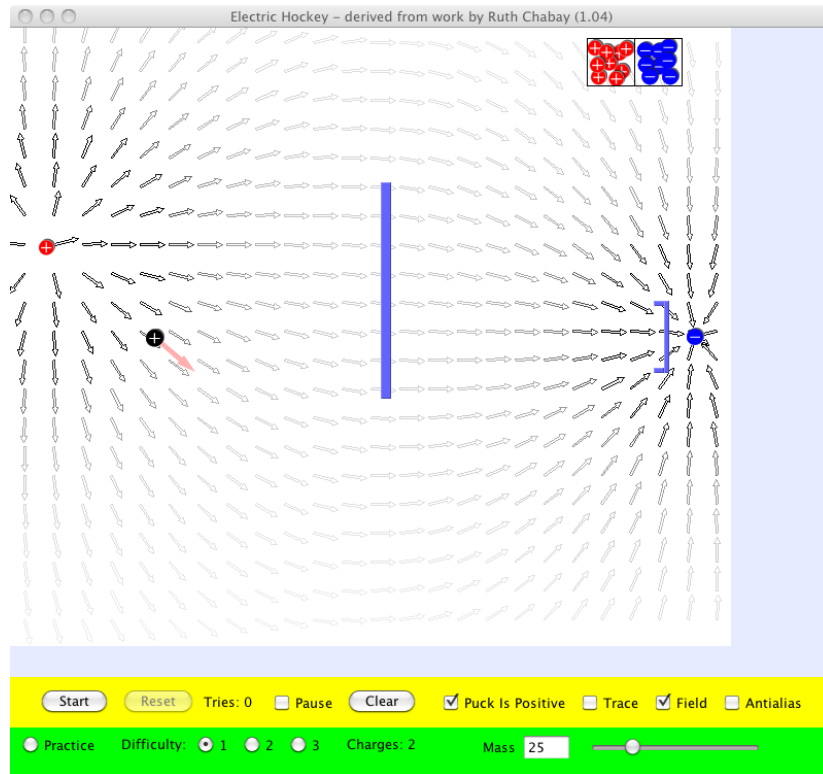 Electric Hockey – derived from work by Ruth Chabay (1.04)
Start Reset Tries: 0 Pause Clear Puck Is Positive Trace Field Antialias
Practice Difficulty: 1 2 3 Charges: 2 Mass 25